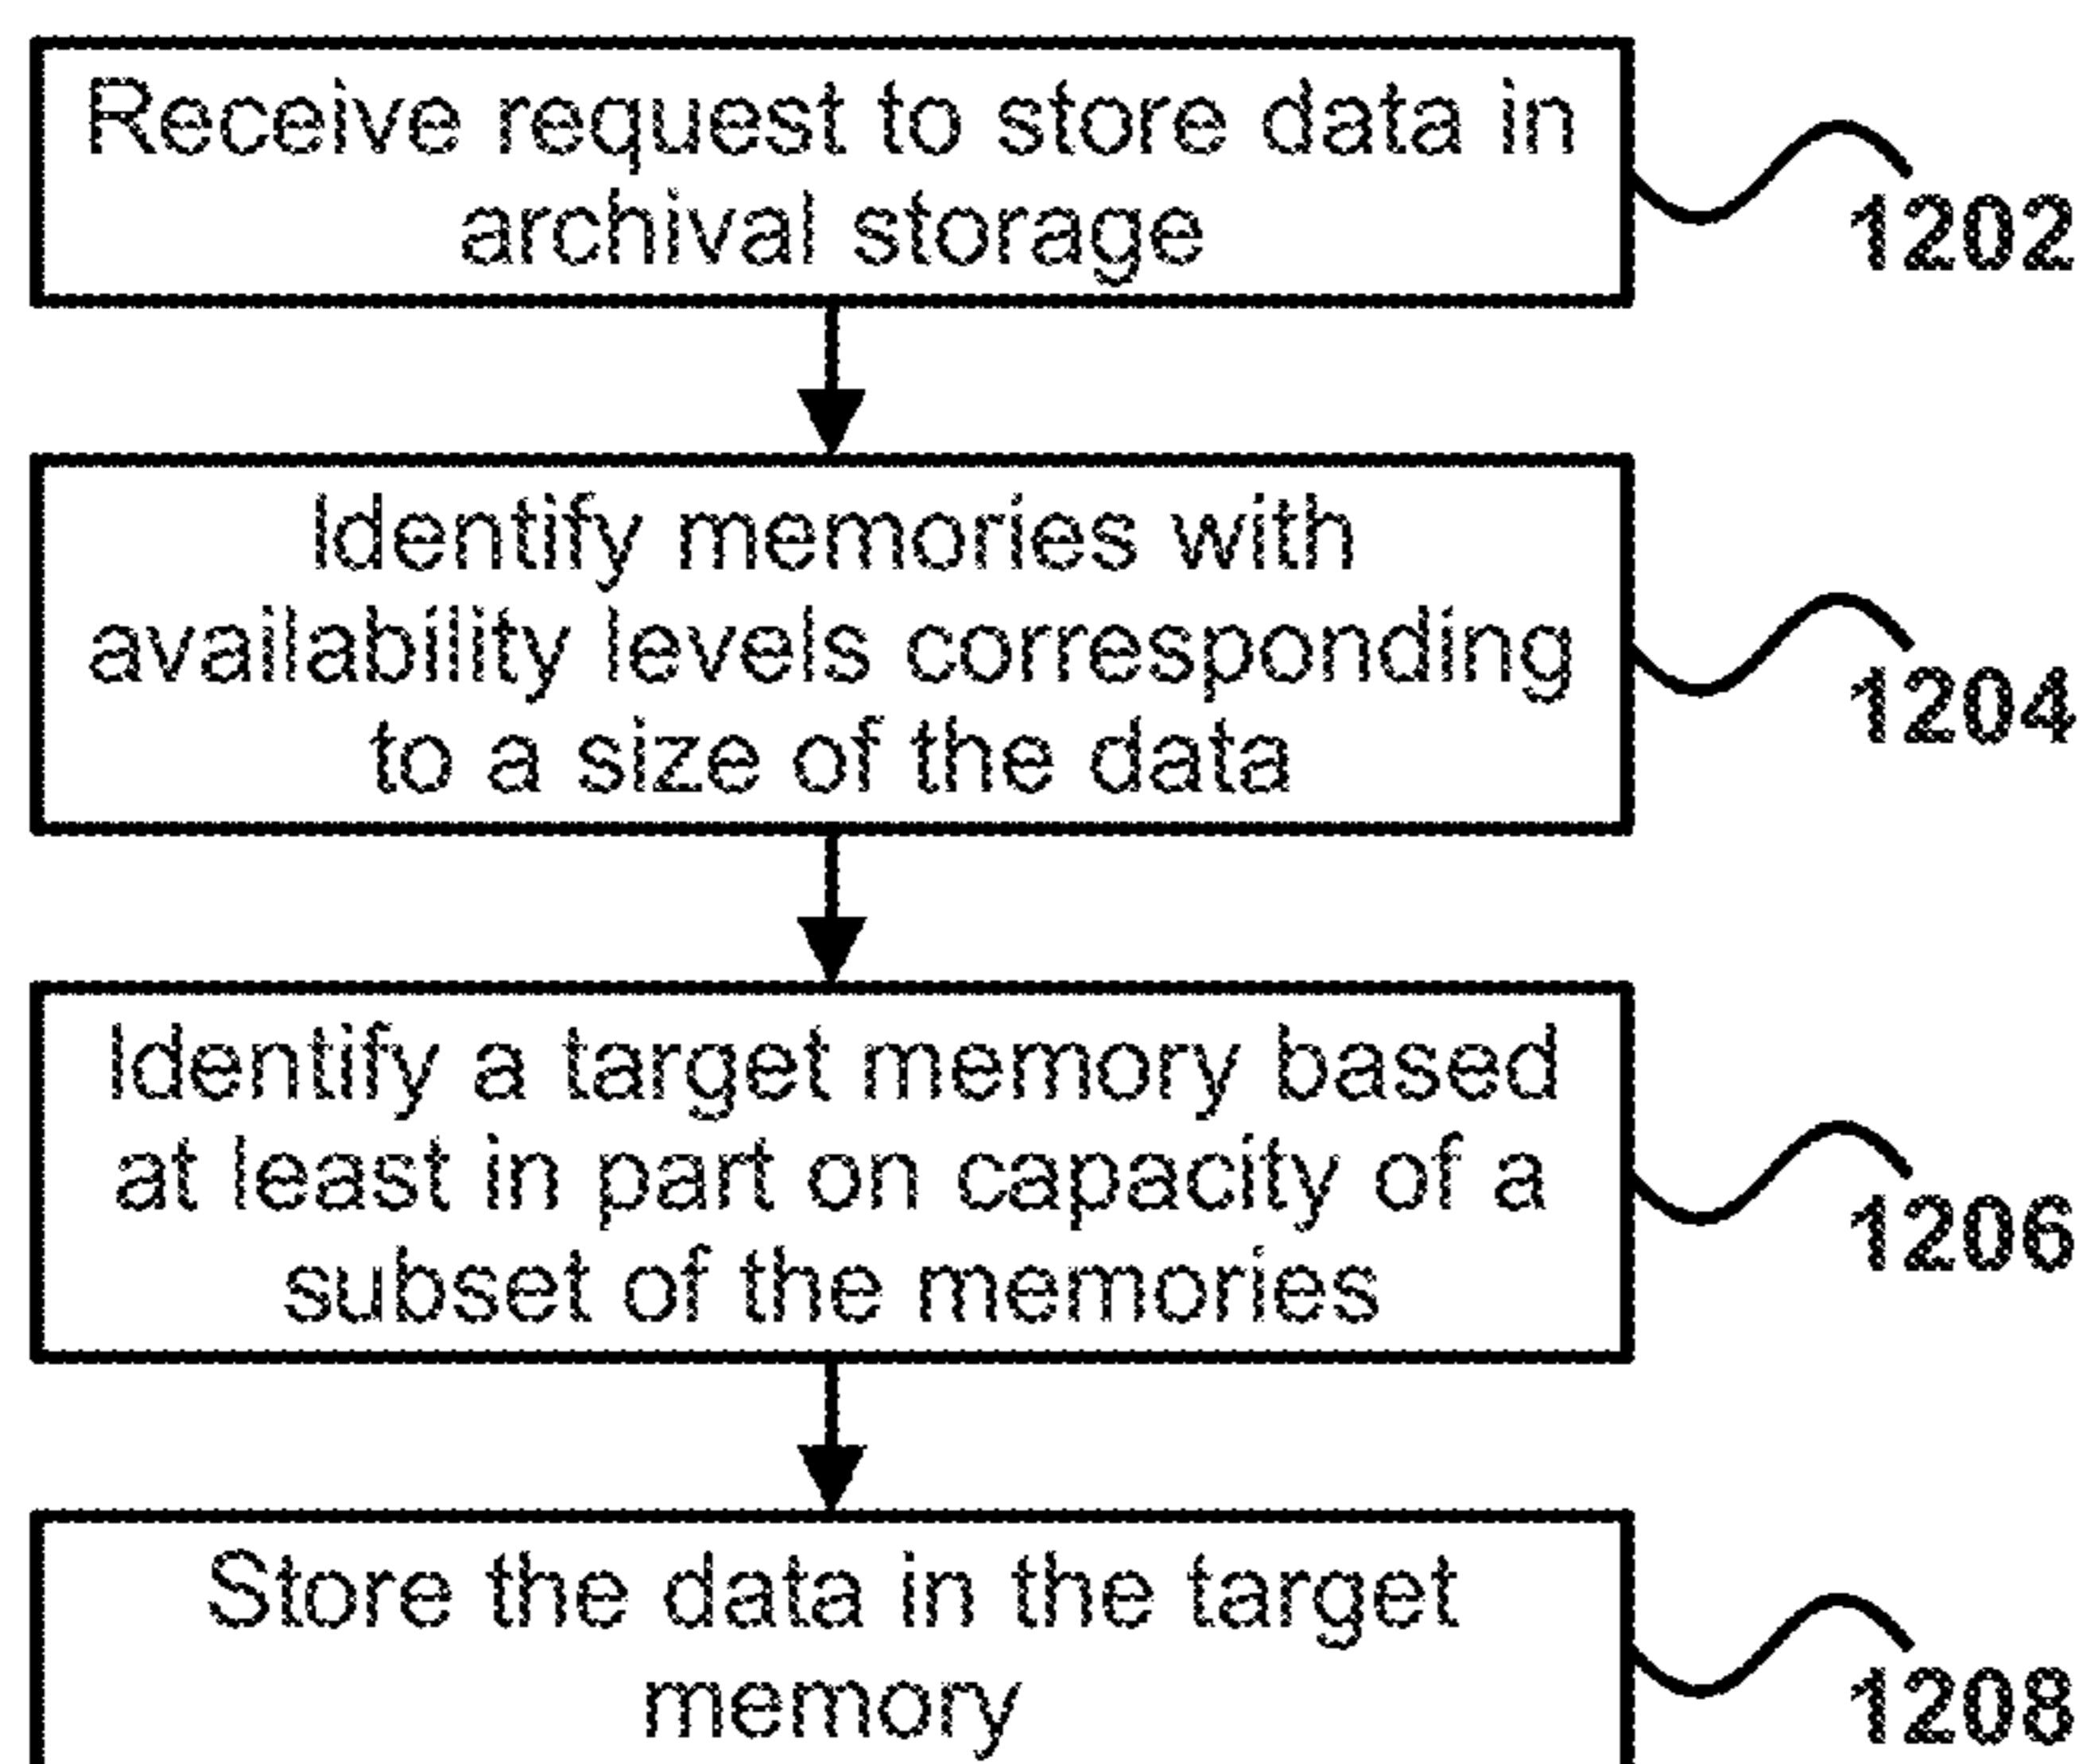 Receive request to store data in
archival storage
1202
Identify memories with
availability levels corresponding
to a size of the data
1204
Identify a target memory based
at least in part on capacity of a
subset of the memories
1206
Store the data in the target
memory
1208